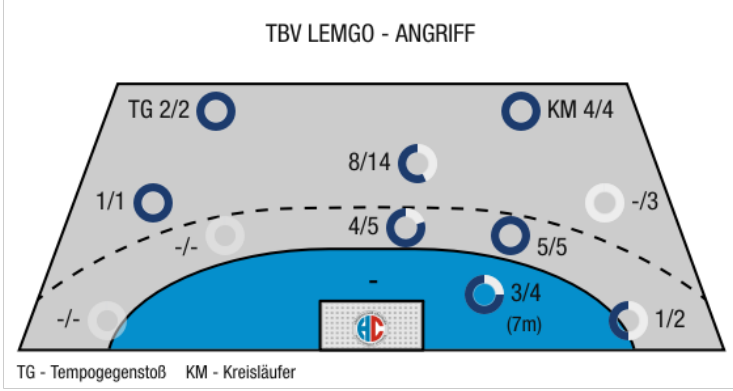 TBV LEMGO - ANGRIFF
TG 2/2
KM 4/4
8/14
1/1
-/3
4/5
-/-
5/5
-
3/4
(7m)
-/-
1/2
HC
TG - Tempogegenstoß KM - Kreisläufer